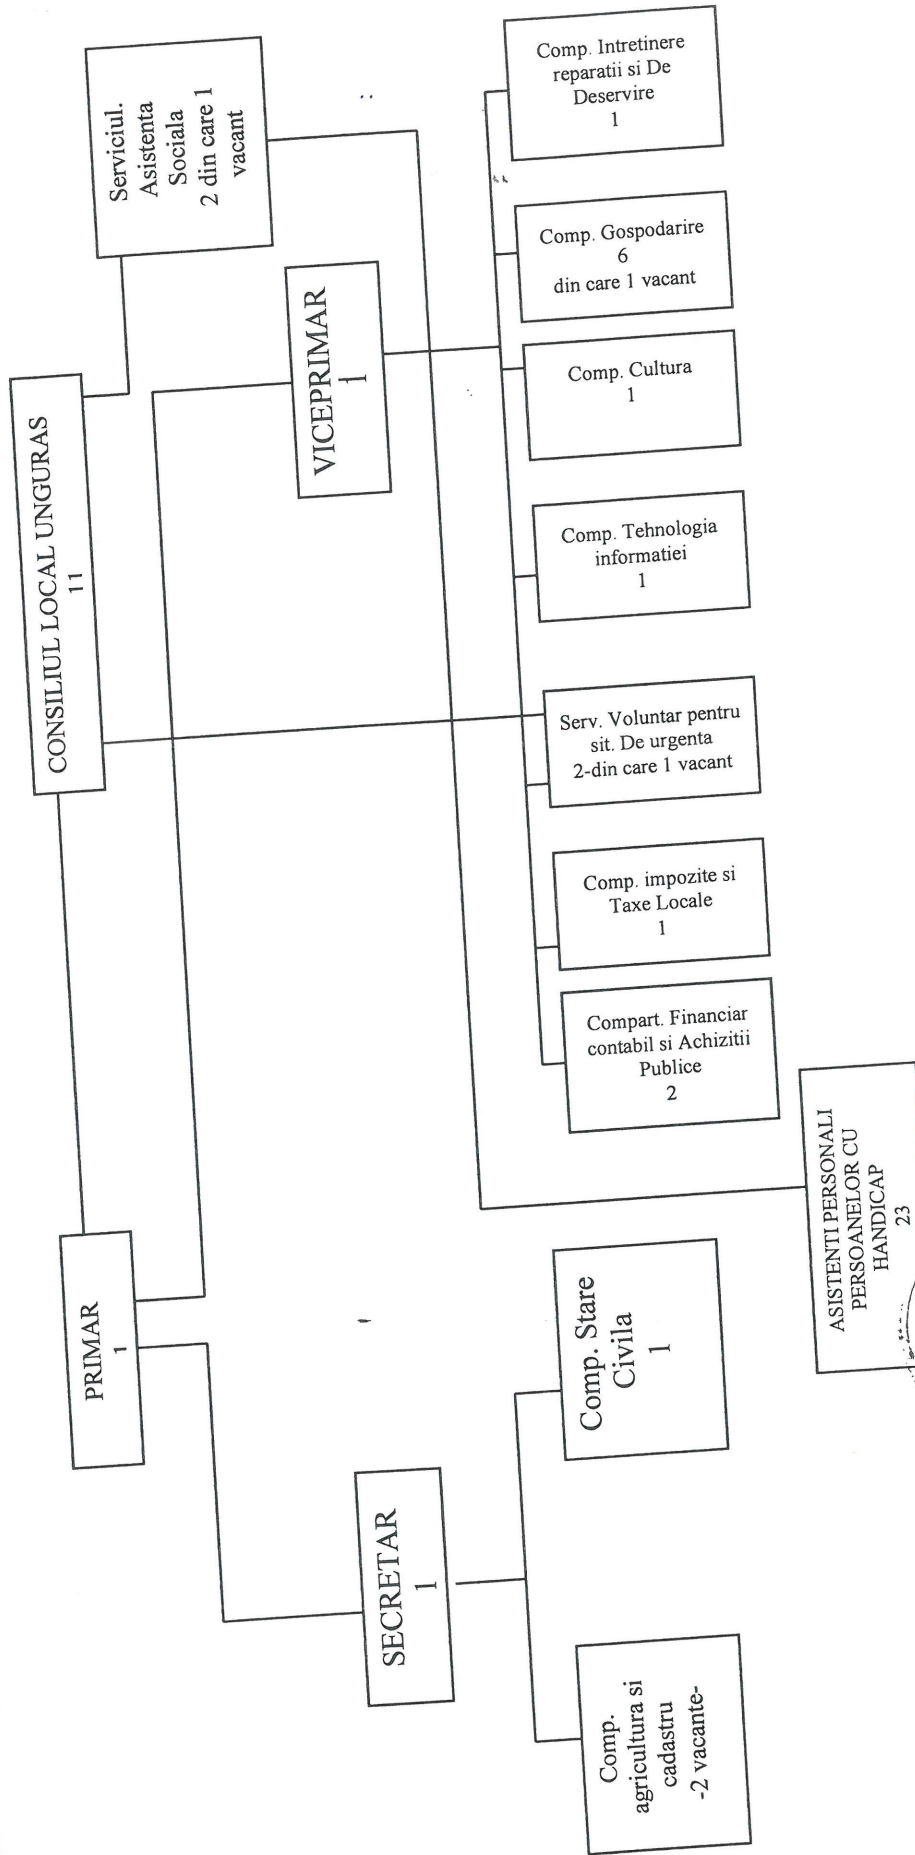 CONSILIUL LOCAL UNGURAS
11
PRIMAR
1
Serviciul.
Asistenta
Sociala
2 din care 1
vacant
VICEPRIMAR
1
SECRETAR
1
Comp.
agricultura si
cadastru
-2 vacante-
Comp. Stare
Civila
1
Compart. Financiar
contabil si Achizitii
Publice
2
Comp. impozite si
Taxe Locale
1
Serv. Voluntar pentru
sit. De urgenta
2-din care 1 vacant
Comp. Tehnologia
informatiei
1
Comp. Cultura
1
Comp. Gospodarire
6
din care 1 vacant
Comp. Intretinere
reparatii si De
Deservire
1
ASISTENTI PERSONALI
PERSOANELOR CU
HANDICAP
23